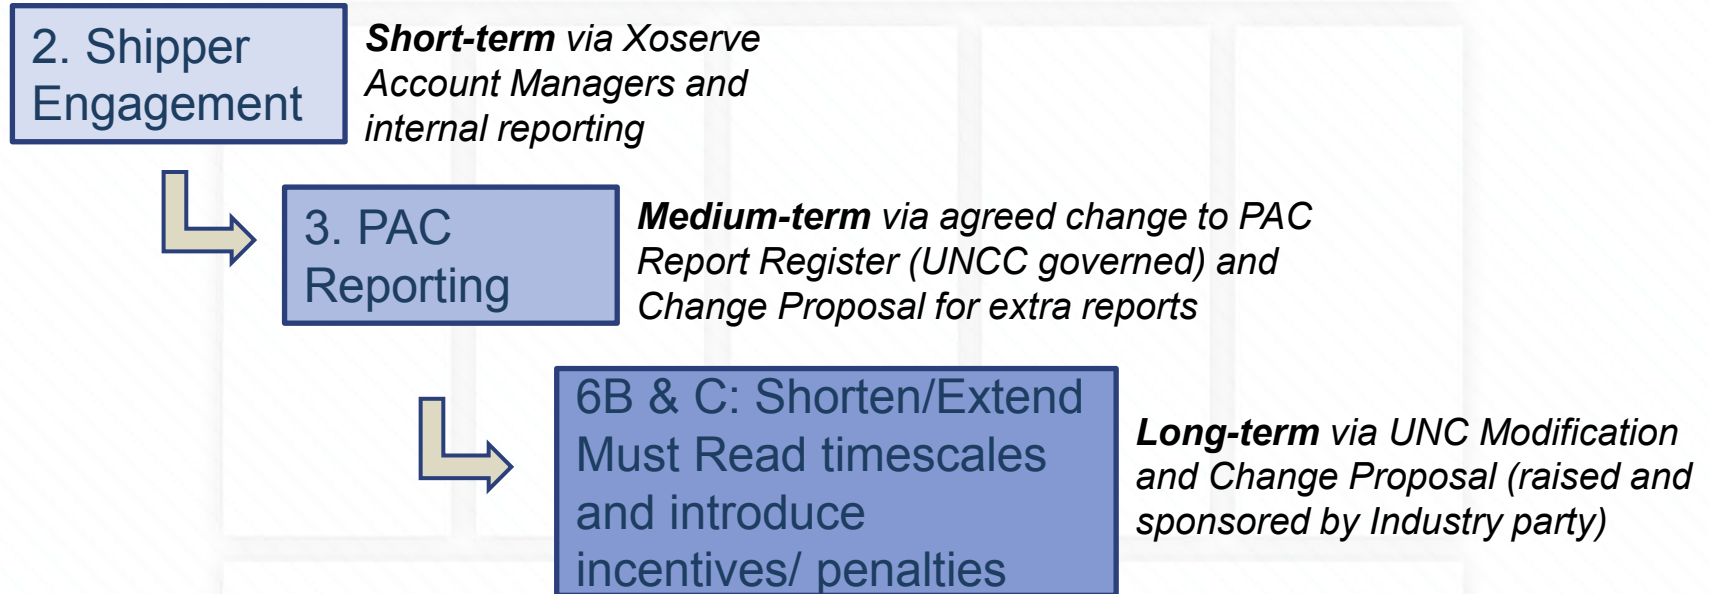 2. Shipper
Engagement
Short-term via Xoserve
Account Managers and
internal reporting
3. PAC
Reporting
Medium-term via agreed change to PAC
Report Register (UNCC governed) and
Change Proposal for extra reports
6B & C: Shorten/Extend
Must Read timescales
and introduce
incentives/ penalties
Long-term via UNC Modification
and Change Proposal (raised and
sponsored by Industry party)